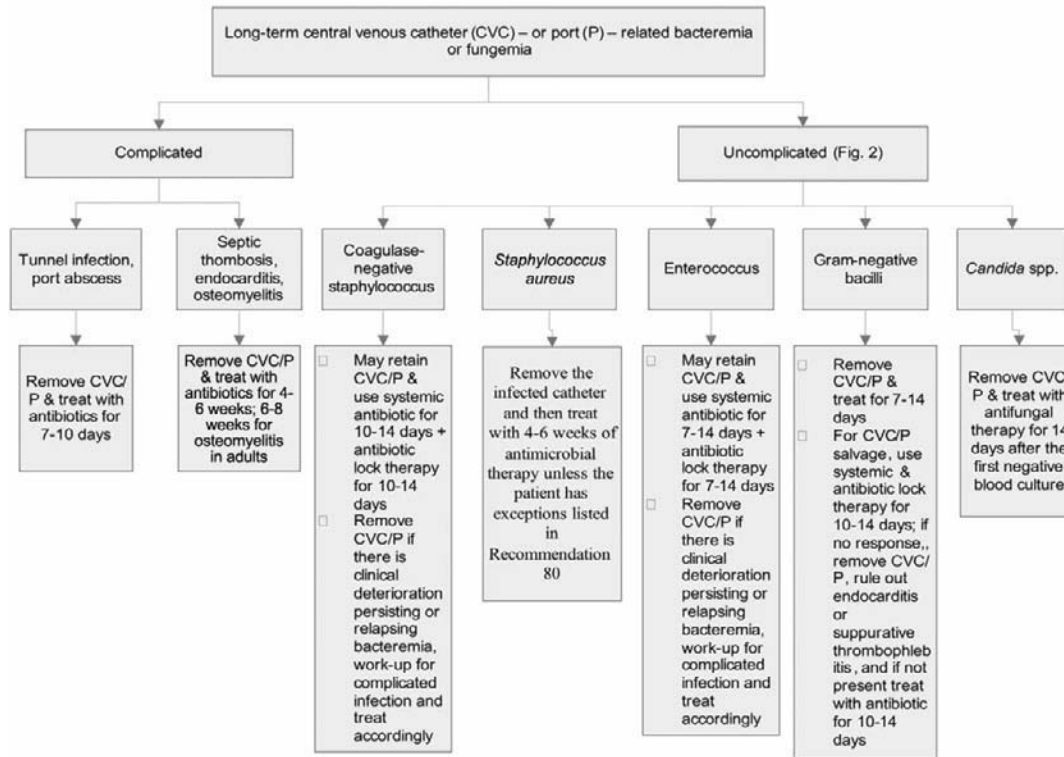 Long-term central venous catheter (CVC) – or port (P) – related bacteremia
or fungemia
Complicated
Uncomplicated (Fig. 2)
Tunnel infection,
port abscess
Septic
thombosis,
endocarditis,
osteomyelitis
Coagulase-
negative
staphylococcus
Staphylococcus
aureus
Enterococcus
Gram-negative
bacilli
Candida spp.
Remove CVC/
P & treat with
antibiotics for
7-10 days
Remove CVC/P
& treat with
antibiotics for 4-
6 weeks; 6-8
weeks for
osteomyelitis
in adults
May retain
CVC/P & use
systemic
antibiotic for
10-14 days +
antibiotic
lock therapy
for 10-14
days
Remove
CVC/P if
there is
clinical
deterioration
persisting or
relapsing
bacteremia,
work-up for
complicated
infection and
treat
accordingly
Remove the
infected catheter
and then treat
with 4-6 weeks of
antimicrobial
therapy unless the
patient has
exceptions listed
in
Recommendation
80
May retain
CVC/P & use
systemic
antibiotic for
7-14 days +
antibiotic
lock therapy
for 7-14 days
Remove
CVC/P if
there is
clinical
deterioration
persisting or
relapsing
bacteremia,
work-up for
complicated
infection and
treat
accordingly
Remove
CVC/P &
treat for 7-14
days
For CVC/P
salvage, use
systemic &
antibiotic lock
therapy for
10-14 days; if
no response,,
remove CVC/
P, rule out
endocarditis
or
suppurative
thrombophleb
itis, and if not
present treat
with antibiotic
for 10-14
days
Remove CVC/
P & treat with
antifungal
therapy for 14
days after the
first negative
blood culture